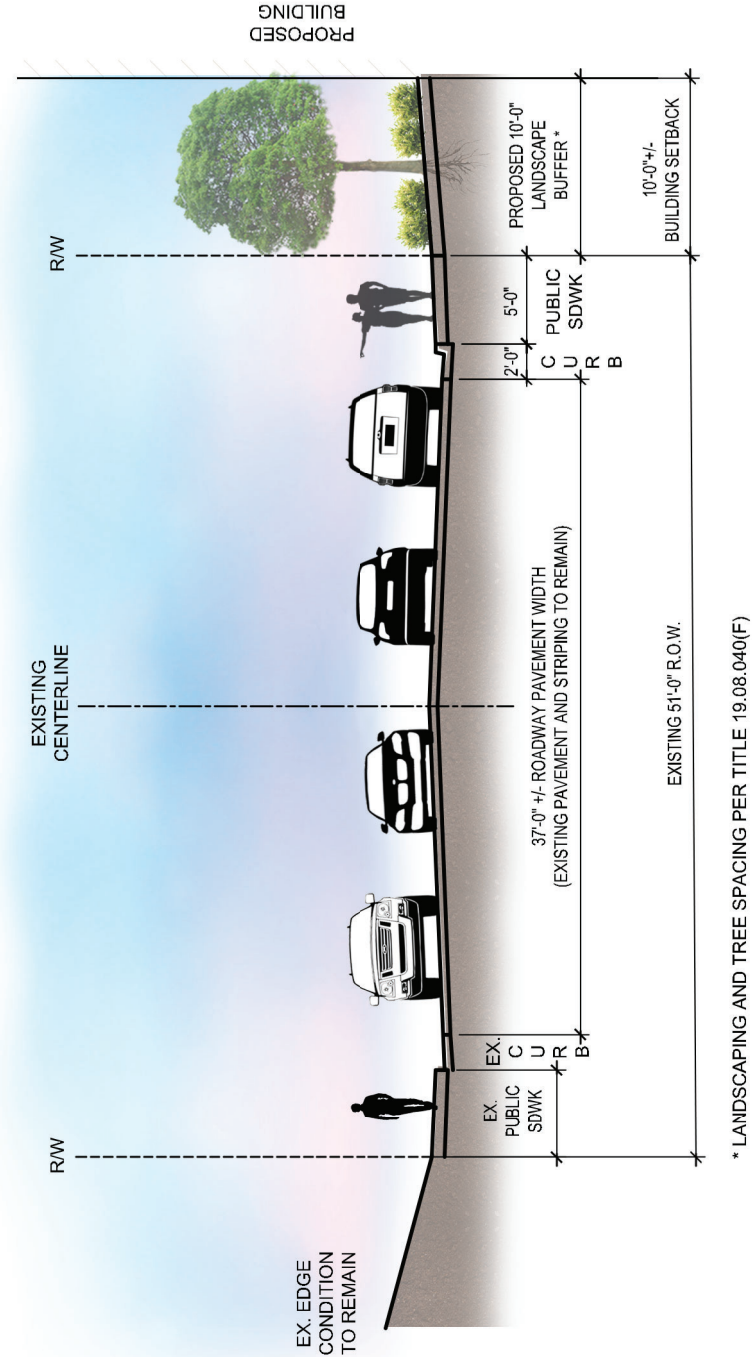 EX. EDGE
CONDITION
TO REMAIN
R/W
EXISTING
CENTERLINE
R/W
PROPOSED
BUILDING
EX.
PUBLIC
SDWK
EX.
C
U
R
B
37'-0" +/- ROADWAY PAVEMENT WIDTH
(EXISTING PAVEMENT AND STRIPING TO REMAIN)
2'-0"
C
U
R
B
5'-0"
PUBLIC
SDWK
PROPOSED 10'-0"
LANDSCAPE
BUFFER *
EXISTING 51'-0" R.O.W.
10'-0"+/-
BUILDING SETBACK
* LANDSCAPING AND TREE SPACING PER TITLE 19.08.040(F)